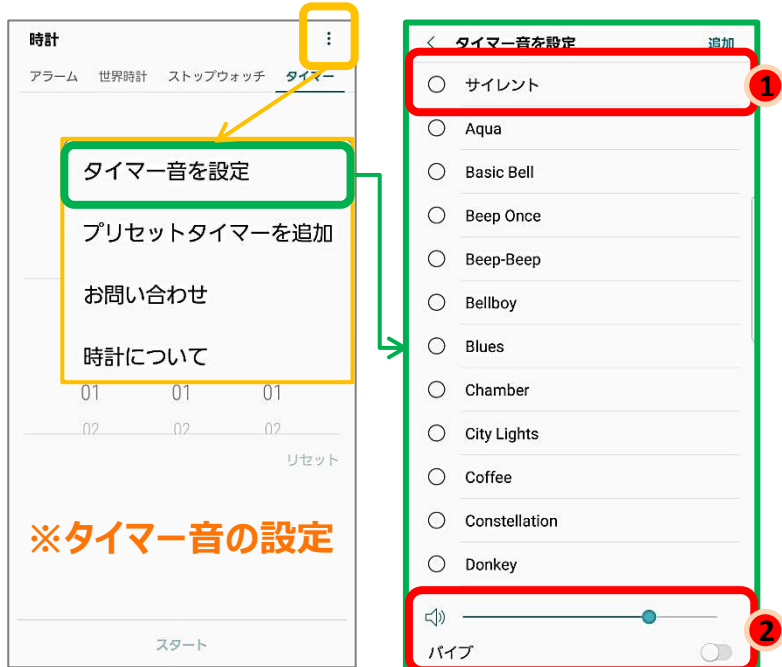 時計
アラーム 世界時計 ストップウォッチ タイマー
タイマー音を設定
プリセットタイマーを追加
お問い合わせ
時計について
01 01 01
02 02 02
リセット
※タイマー音の設定
スタート
タイマー音を設定 追加
サイレント 1
Aqua
Basic Bell
Beep Once
Beep-Beep
Bellboy
Blues
Chamber
City Lights
Coffee
Constellation
Donkey
2
バイブ